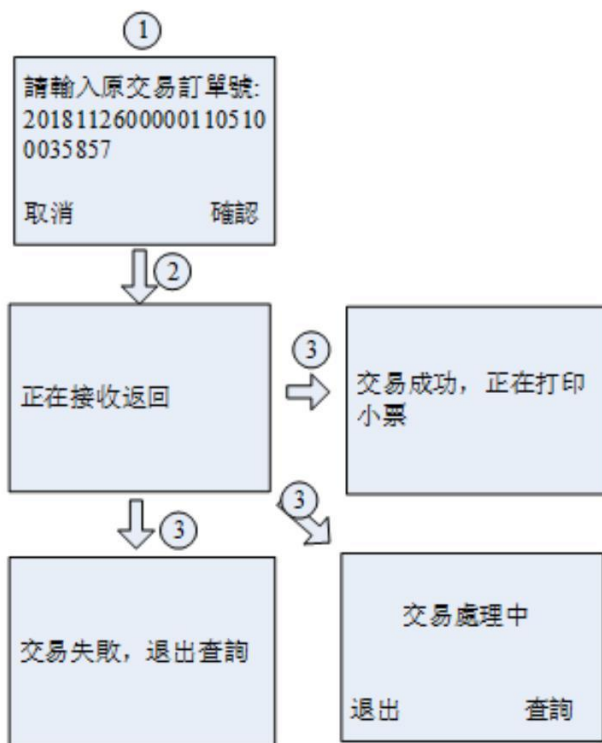 ①
請輸入原交易訂單號:
2018112600000110510
0035857
取消 確認
②
正在接收返回
③
交易成功，正在打印
小票
③
③
交易失敗，退出查詢
交易處理中
退出 查詢